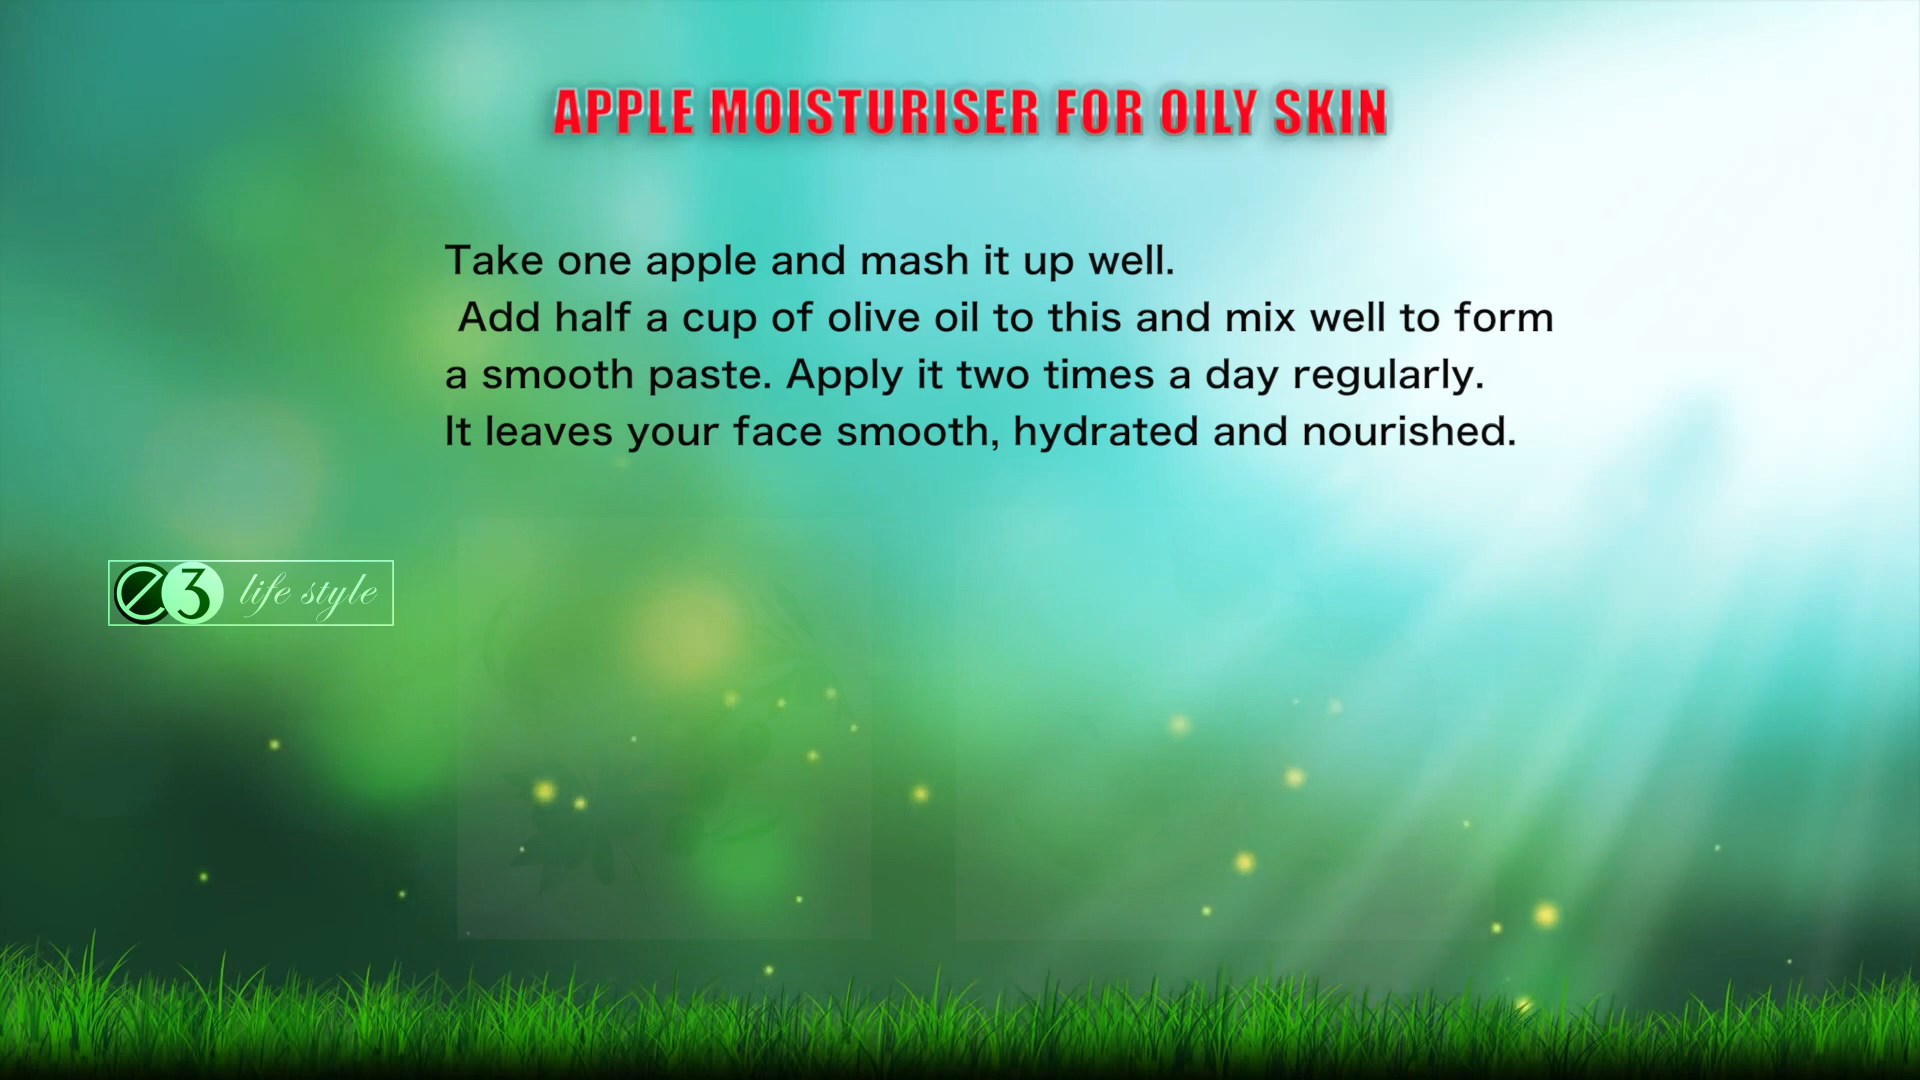 APPLE MOISTURISER FOR OILY SKIN
Take one apple and mash it up well.
Add half a cup of olive oil to this and mix well to form
a smooth paste. Apply it two times a day regularly.
It leaves your face smooth, hydrated and nourished.
e3 life style